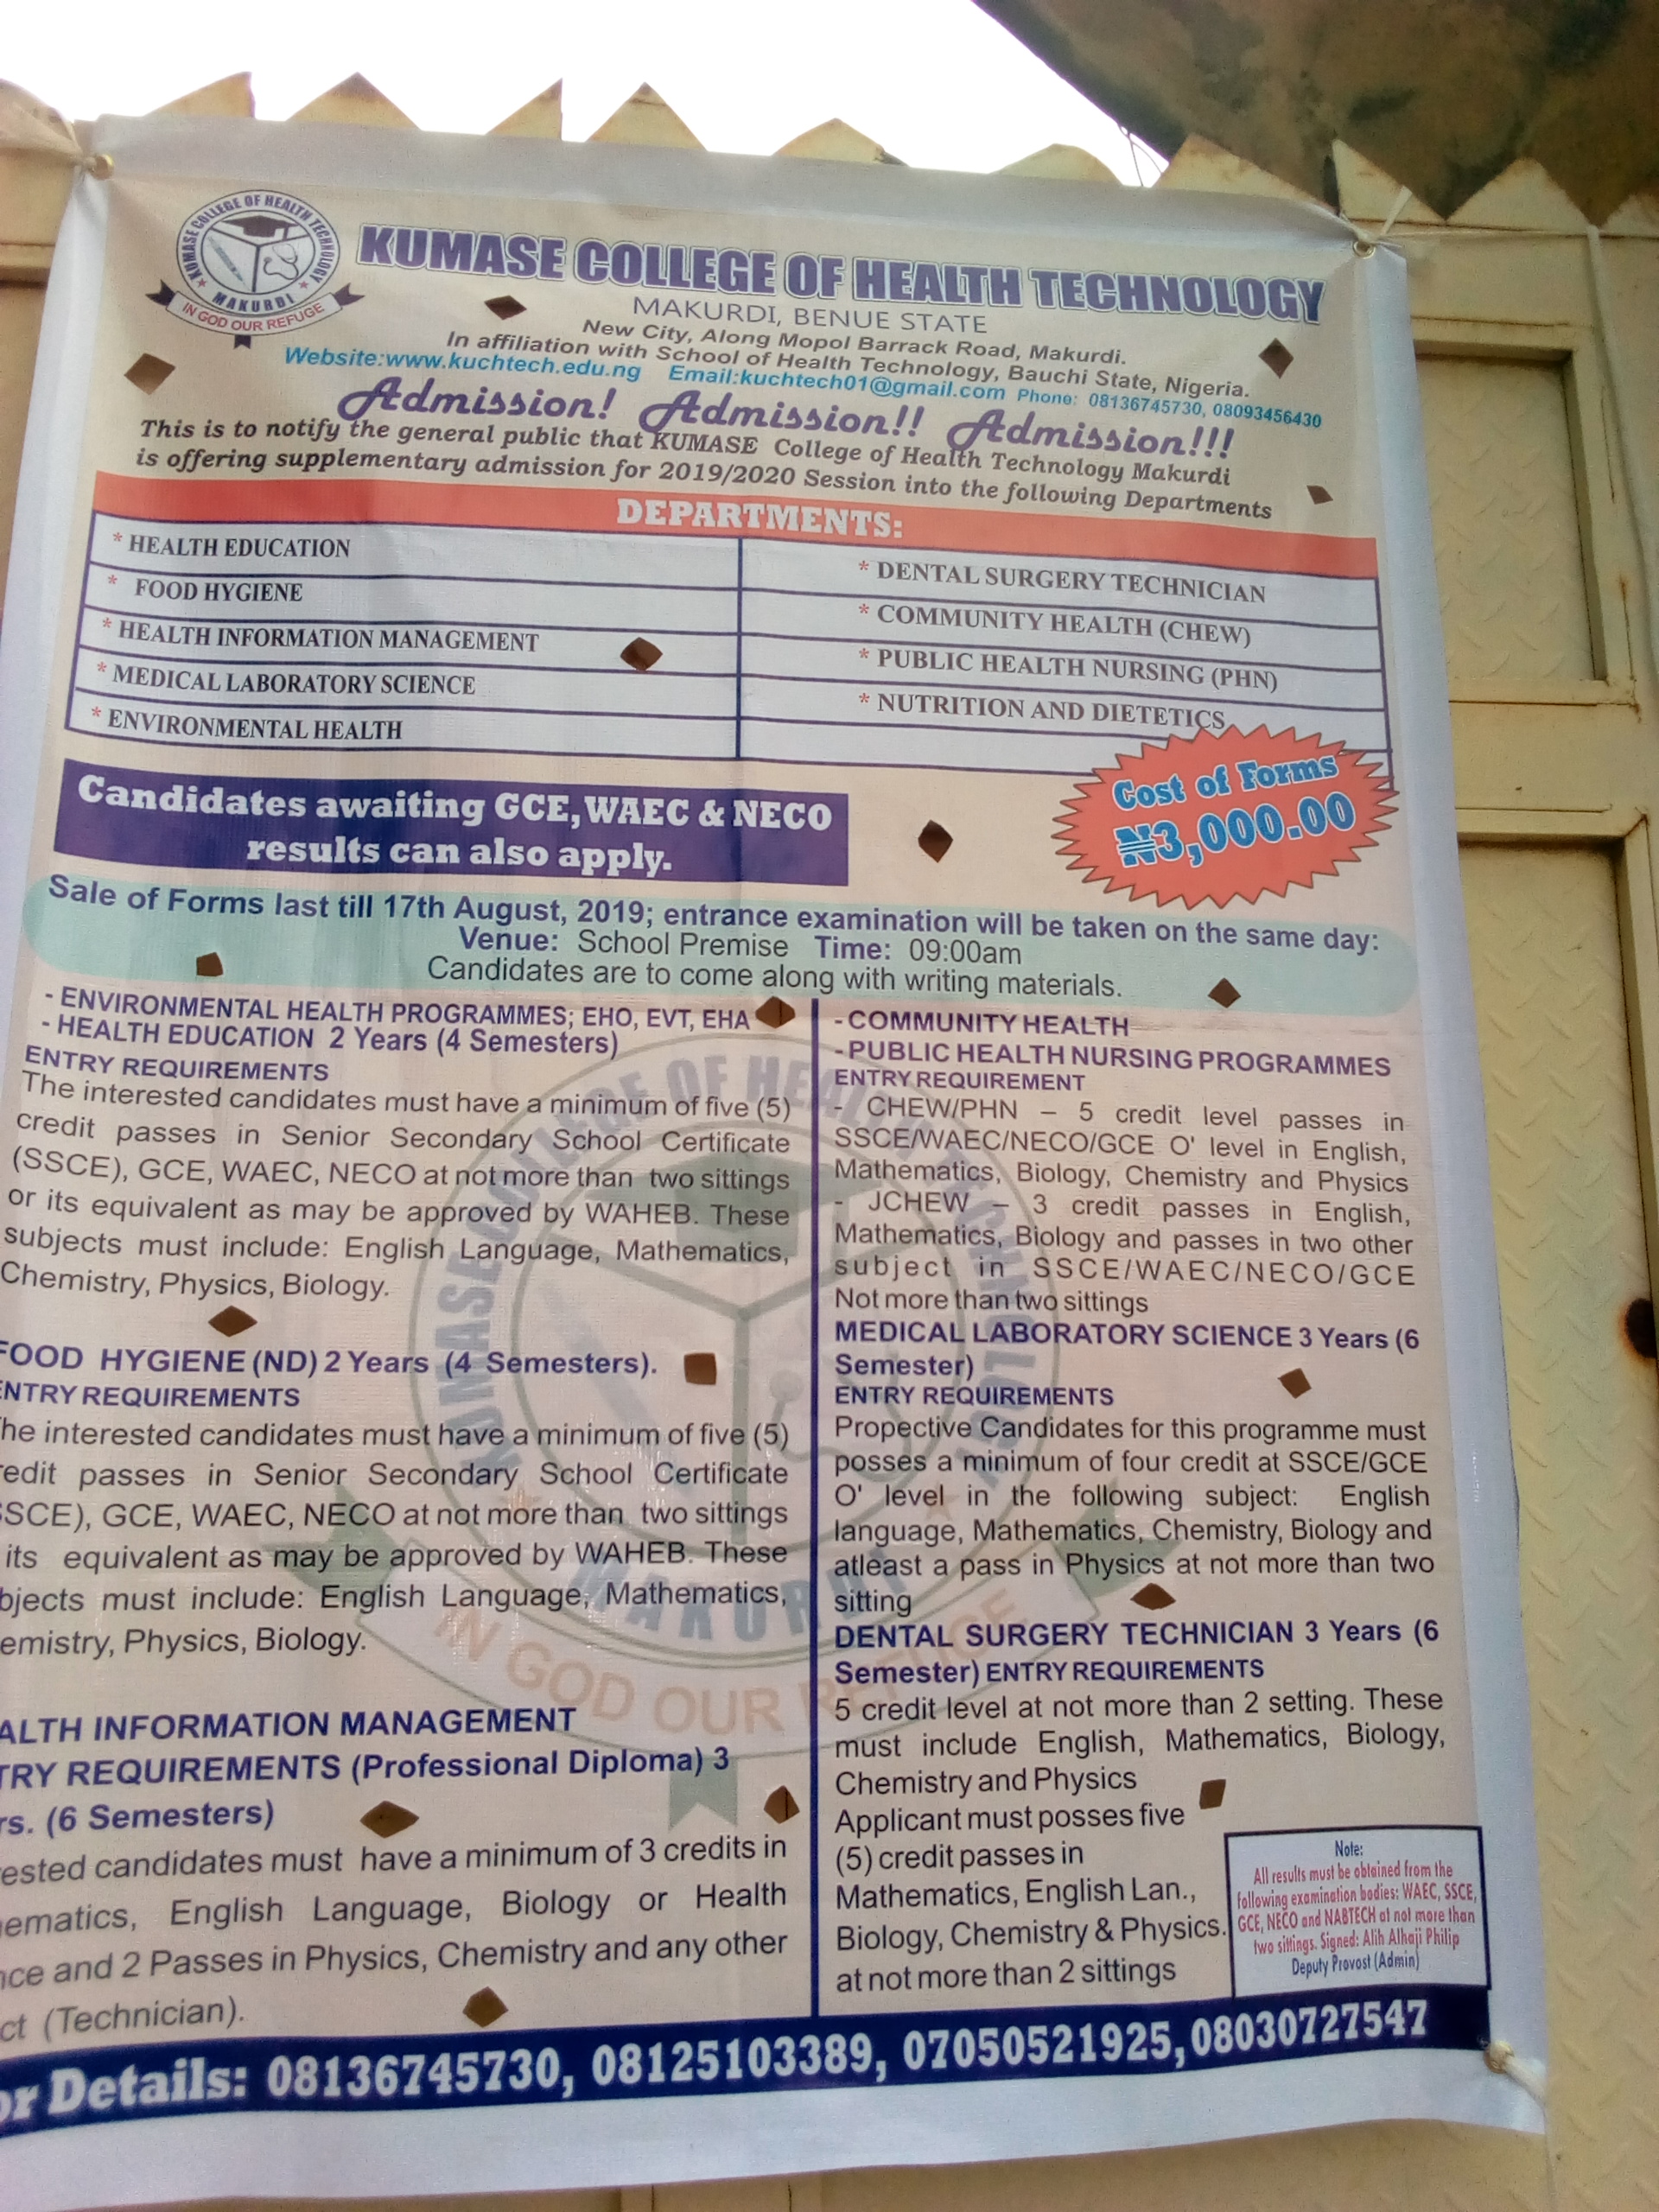 KUMASE COLLEGE OF HEALTH TECHNOLOGY
MAKURDI
IN GOD OUR REFUGE
KUMASE COLLEGE OF HEALTH TECHNOLOGY
MAKURDI, BENUE STATE
New City, Along Mopol Barrack Road, Makurdi.
In affiliation with School of Health Technology, Bauchi State, Nigeria.
Website:www.kuchtech.edu.ng Email:kuchtech01@gmail.com Phone: 08136745730, 08093456430
Admission! Admission!! Admission!!!
This is to notify the general public that KUMASE College of Health Technology Makurdi
is offering supplementary admission for 2019/2020 Session into the following Departments
DEPARTMENTS:
* HEALTH EDUCATION
* FOOD HYGIENE
* HEALTH INFORMATION MANAGEMENT
* MEDICAL LABORATORY SCIENCE
* ENVIRONMENTAL HEALTH
* DENTAL SURGERY TECHNICIAN
* COMMUNITY HEALTH (CHEW)
* PUBLIC HEALTH NURSING (PHN)
* NUTRITION AND DIETETICS
Cost of Forms
₦3,000.00
Candidates awaiting GCE, WAEC & NECO
results can also apply.
Sale of Forms last till 17th August, 2019; entrance examination will be taken on the same day:
Venue: School Premise Time: 09:00am
Candidates are to come along with writing materials.
- ENVIRONMENTAL HEALTH PROGRAMMES; EHO, EVT, EHA
- HEALTH EDUCATION 2 Years (4 Semesters)
ENTRY REQUIREMENTS
The interested candidates must have a minimum of five (5)
credit passes in Senior Secondary School Certificate
(SSCE), GCE, WAEC, NECO at not more than two sittings
or its equivalent as may be approved by WAHEB. These
subjects must include: English Language, Mathematics,
Chemistry, Physics, Biology.
FOOD HYGIENE (ND) 2 Years (4 Semesters).
ENTRY REQUIREMENTS
he interested candidates must have a minimum of five (5)
redit passes in Senior Secondary School Certificate
SSCE), GCE, WAEC, NECO at not more than two sittings
its equivalent as may be approved by WAHEB. These
bjects must include: English Language, Mathematics,
emistry, Physics, Biology.
ALTH INFORMATION MANAGEMENT
TRY REQUIREMENTS (Professional Diploma) 3
rs. (6 Semesters)
ested candidates must have a minimum of 3 credits in
ematics, English Language, Biology or Health
nce and 2 Passes in Physics, Chemistry and any other
ct (Technician).
- COMMUNITY HEALTH
- PUBLIC HEALTH NURSING PROGRAMMES
ENTRY REQUIREMENT
- CHEW/PHN – 5 credit level passes in
SSCE/WAEC/NECO/GCE O' level in English,
Mathematics, Biology, Chemistry and Physics
- JCHEW – 3 credit passes in English,
Mathematics, Biology and passes in two other
subject in SSCE/WAEC/NECO/GCE
Not more than two sittings
MEDICAL LABORATORY SCIENCE 3 Years (6
Semester)
ENTRY REQUIREMENTS
Propective Candidates for this programme must
posses a minimum of four credit at SSCE/GCE
O' level in the following subject: English
language, Mathematics, Chemistry, Biology and
atleast a pass in Physics at not more than two
sitting
DENTAL SURGERY TECHNICIAN 3 Years (6
Semester) ENTRY REQUIREMENTS
5 credit level at not more than 2 setting. These
must include English, Mathematics, Biology,
Chemistry and Physics
Applicant must posses five
(5) credit passes in
Mathematics, English Lan.,
Biology, Chemistry & Physics.
at not more than 2 sittings
Note:
All results must be obtained from the
following examination bodies: WAEC, SSCE,
GCE, NECO and NABTECH at not more than
two sittings. Signed: Alih Alhaji Philip
Deputy Provost (Admin)
or Details: 08136745730, 08125103389, 07050521925, 08030727547
KUMASE COLLEGE OF HEALTH TECHNOLOGY
MAKURDI
IN GOD OUR REFUGE